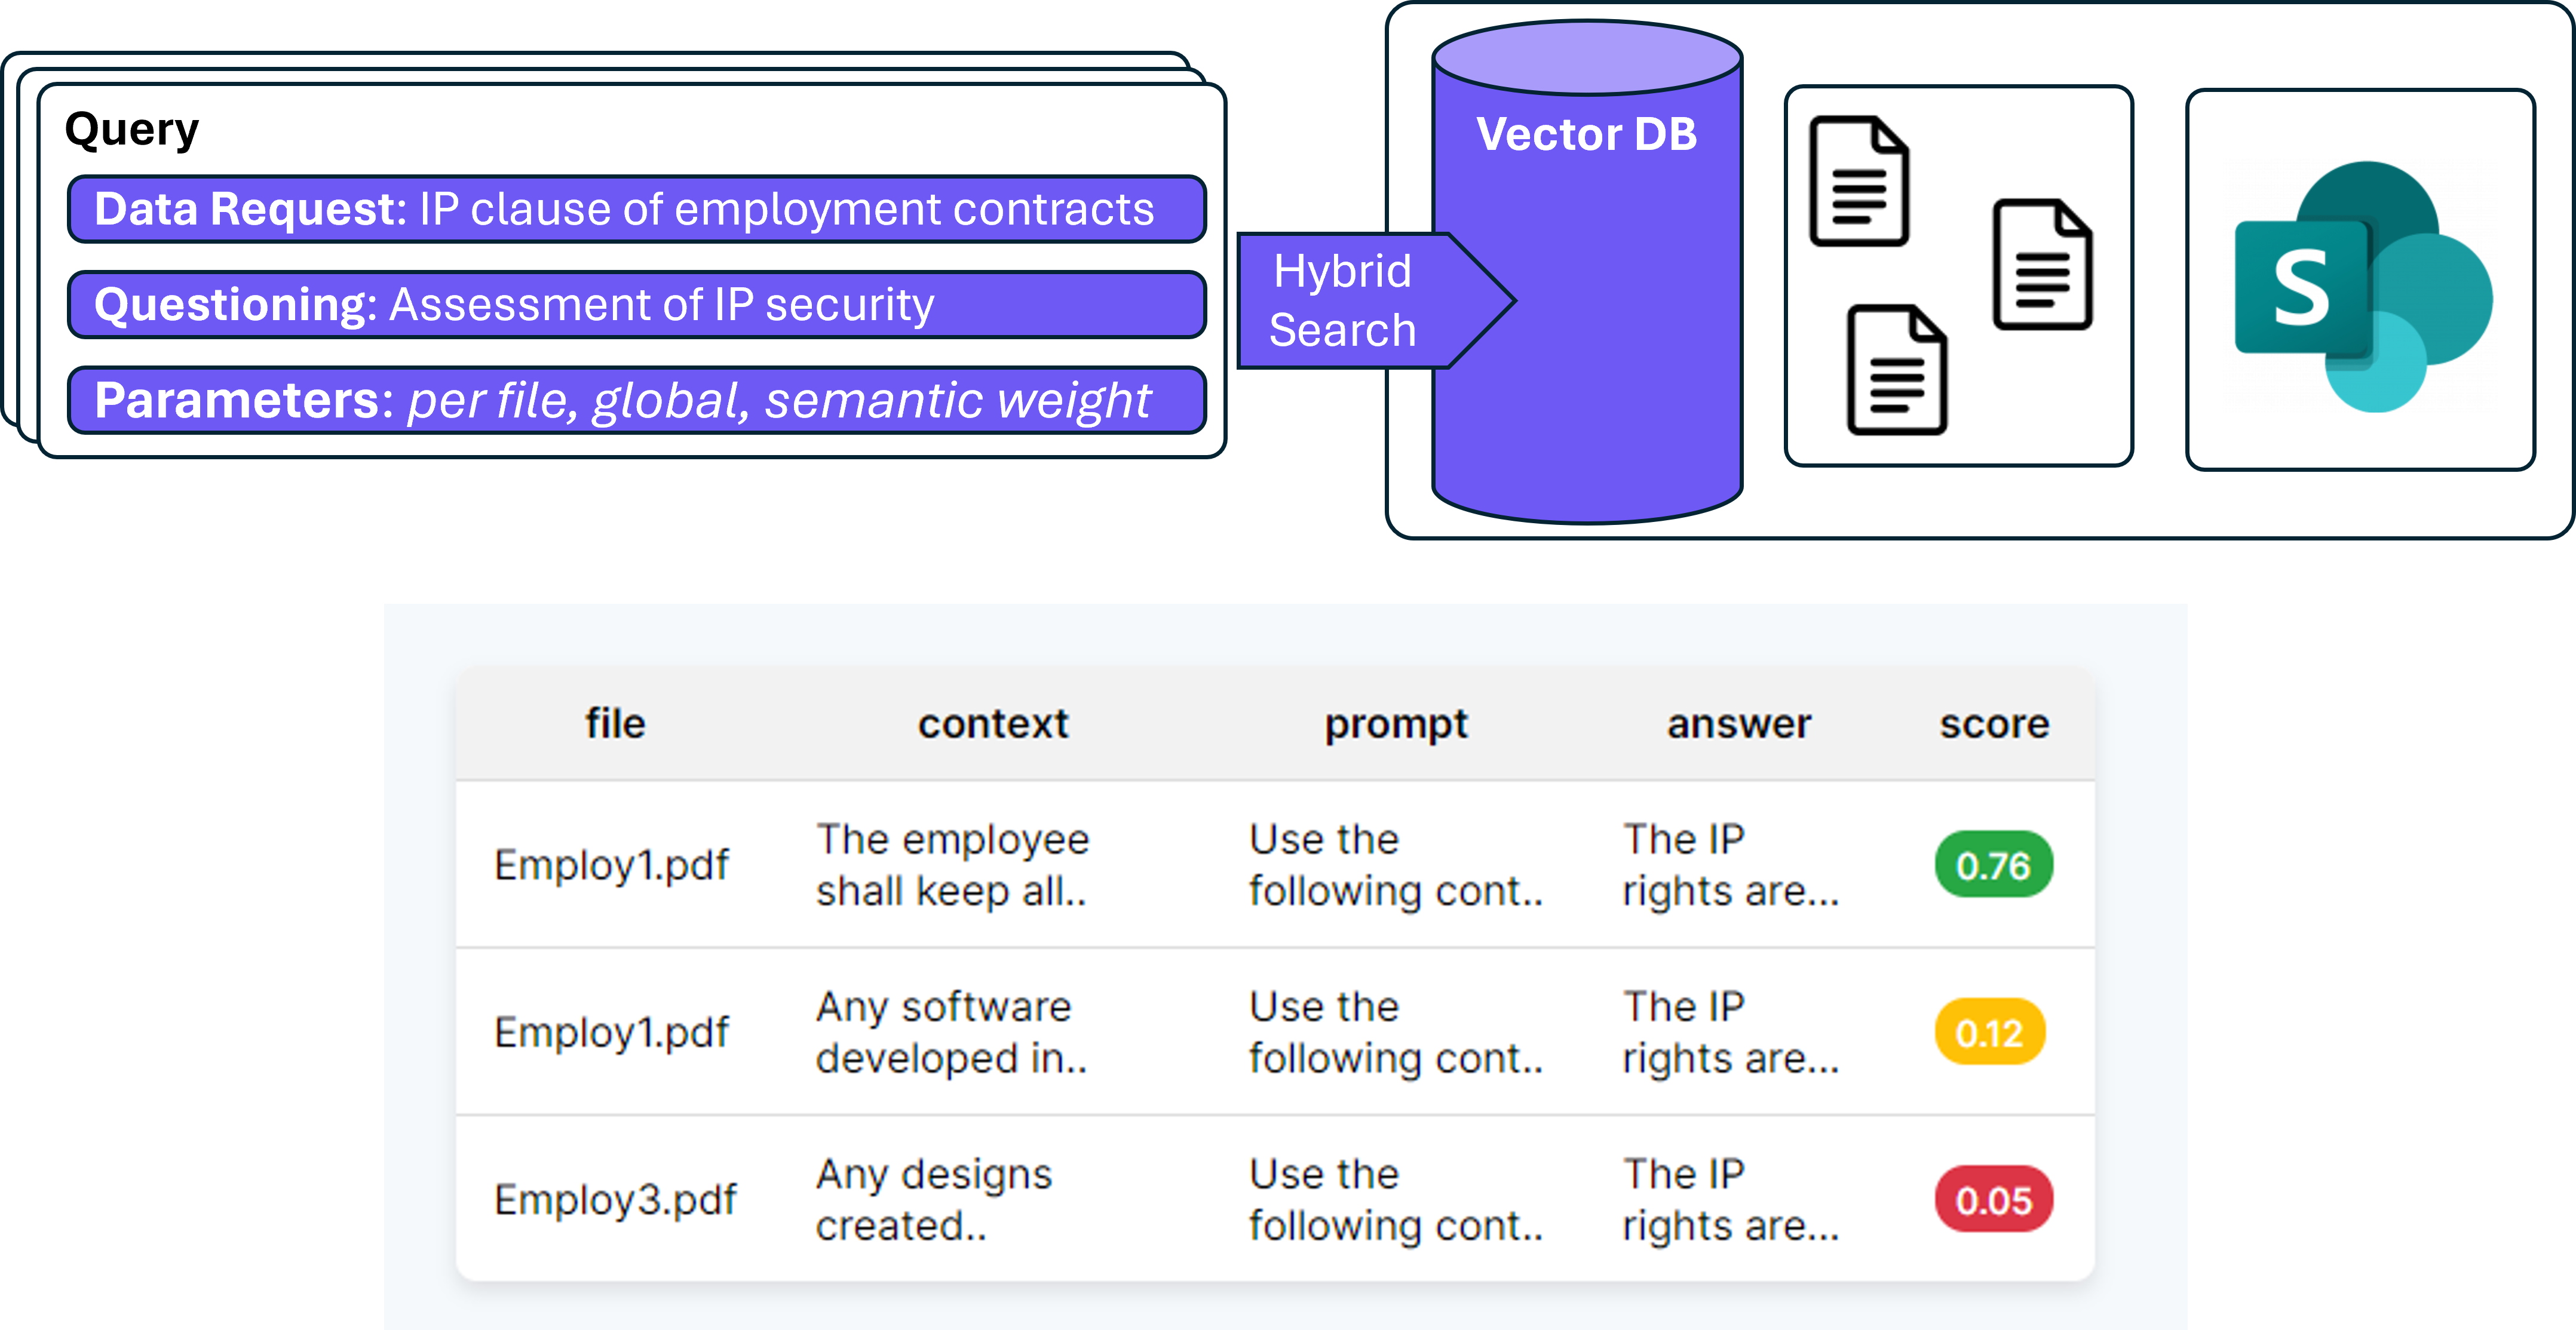 Query
Data Request: IP clause of employment contracts
Questioning: Assessment of IP security
Parameters: per file, global, semantic weight
Hybrid
Search
Vector DB
S
file context prompt answer score
Employ1.pdf The employee shall keep all.. Use the following cont.. The IP rights are... 0.76
Employ1.pdf Any software developed in.. Use the following cont.. The IP rights are... 0.12
Employ3.pdf Any designs created.. Use the following cont.. The IP rights are... 0.05